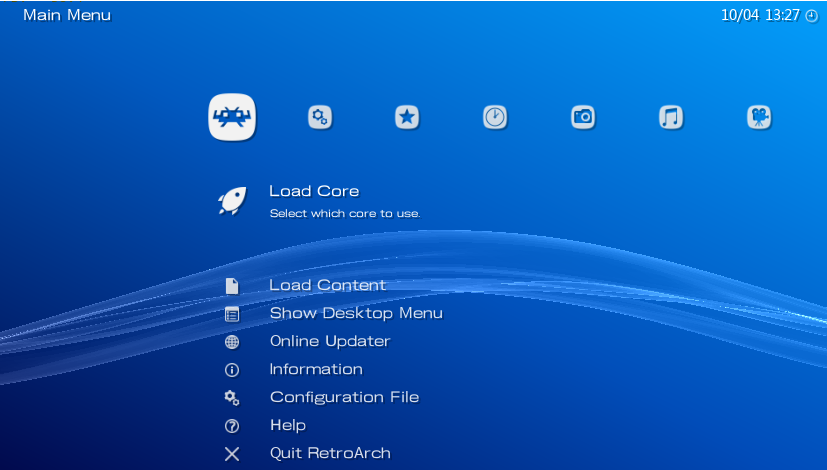 Main Menu
10/04 13:27
Load Core
Select which core to use.
Load Content
Show Desktop Menu
Online Updater
Information
Configuration File
Help
Quit RetroArch